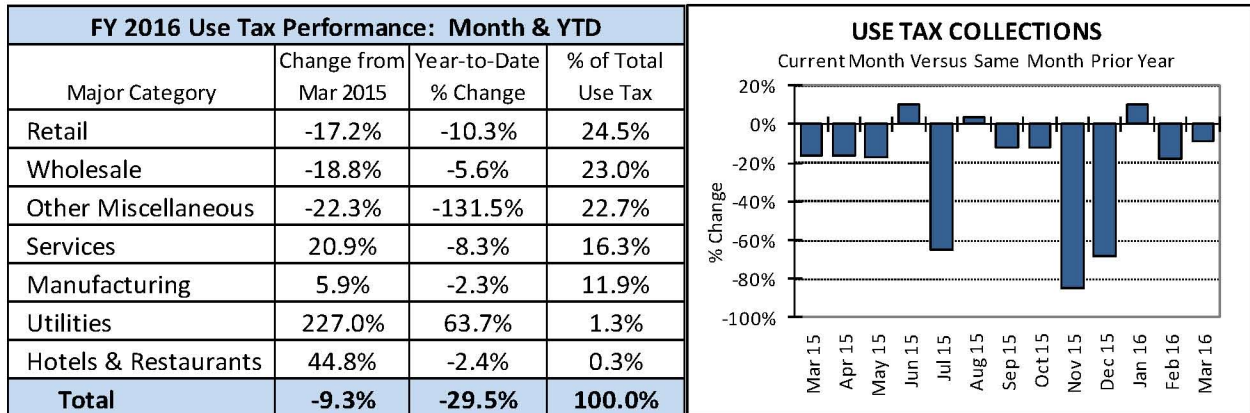 FY 2016 Use Tax Performance: Month & YTD
Major Category Change from Mar 2015 Year-to-Date % Change % of Total Use Tax
Retail -17.2% -10.3% 24.5%
Wholesale -18.8% -5.6% 23.0%
Other Miscellaneous -22.3% -131.5% 22.7%
Services 20.9% -8.3% 16.3%
Manufacturing 5.9% -2.3% 11.9%
Utilities 227.0% 63.7% 1.3%
Hotels & Restaurants 44.8% -2.4% 0.3%
Total -9.3% -29.5% 100.0%
USE TAX COLLECTIONS
Current Month Versus Same Month Prior Year
% Change
20%
0%
-20%
-40%
-60%
-80%
-100%
Mar 15
Apr 15
May 15
Jun 15
Jul 15
Aug 15
Sep 15
Oct 15
Nov 15
Dec 15
Jan 16
Feb 16
Mar 16